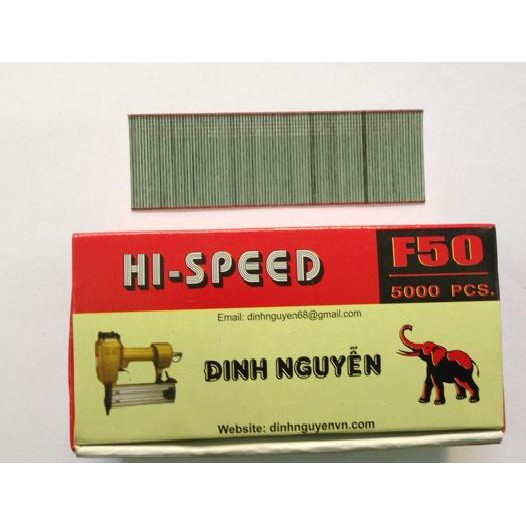 HI-SPEED
F50
5000 PCS.
Email: dinhnguyen68@gmail.com
ĐINH NGUYỄN
Website: dinhnguyenvn.com